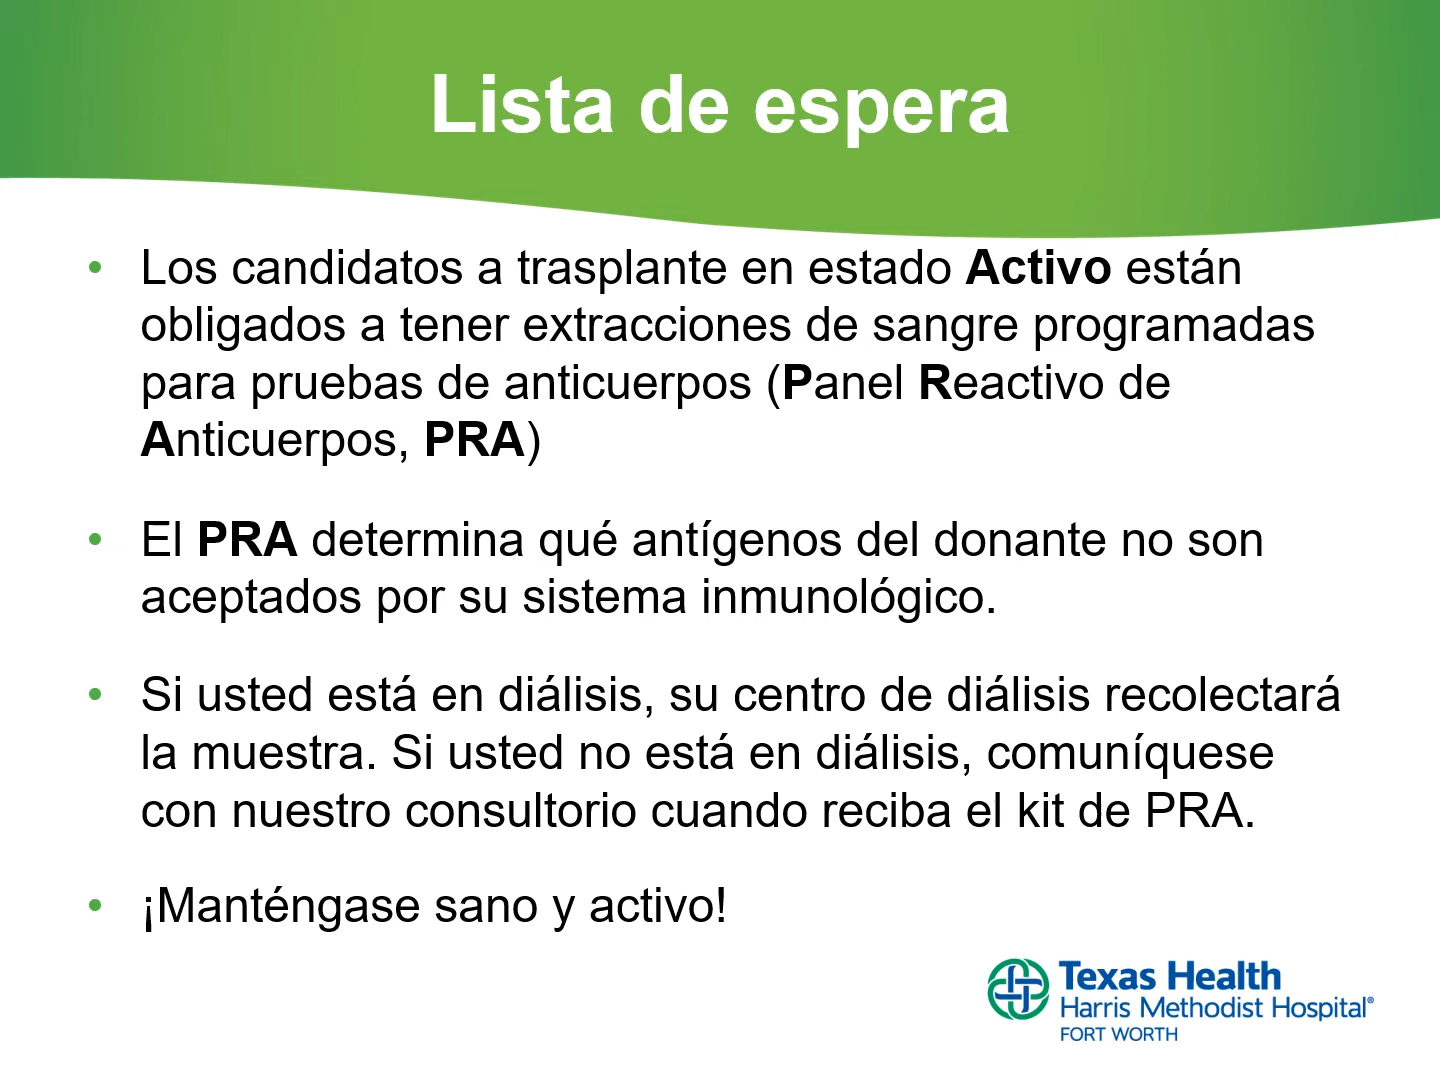 Lista de espera
• Los candidatos a trasplante en estado Activo están
obligados a tener extracciones de sangre programadas
para pruebas de anticuerpos (Panel Reactivo de
Anticuerpos, PRA)
• El PRA determina qué antígenos del donante no son
aceptados por su sistema inmunológico.
• Si usted está en diálisis, su centro de diálisis recolectará
la muestra. Si usted no está en diálisis, comuníquese
con nuestro consultorio cuando reciba el kit de PRA.
• ¡Manténgase sano y activo!
Texas Health
Harris Methodist Hospital®
FORT WORTH